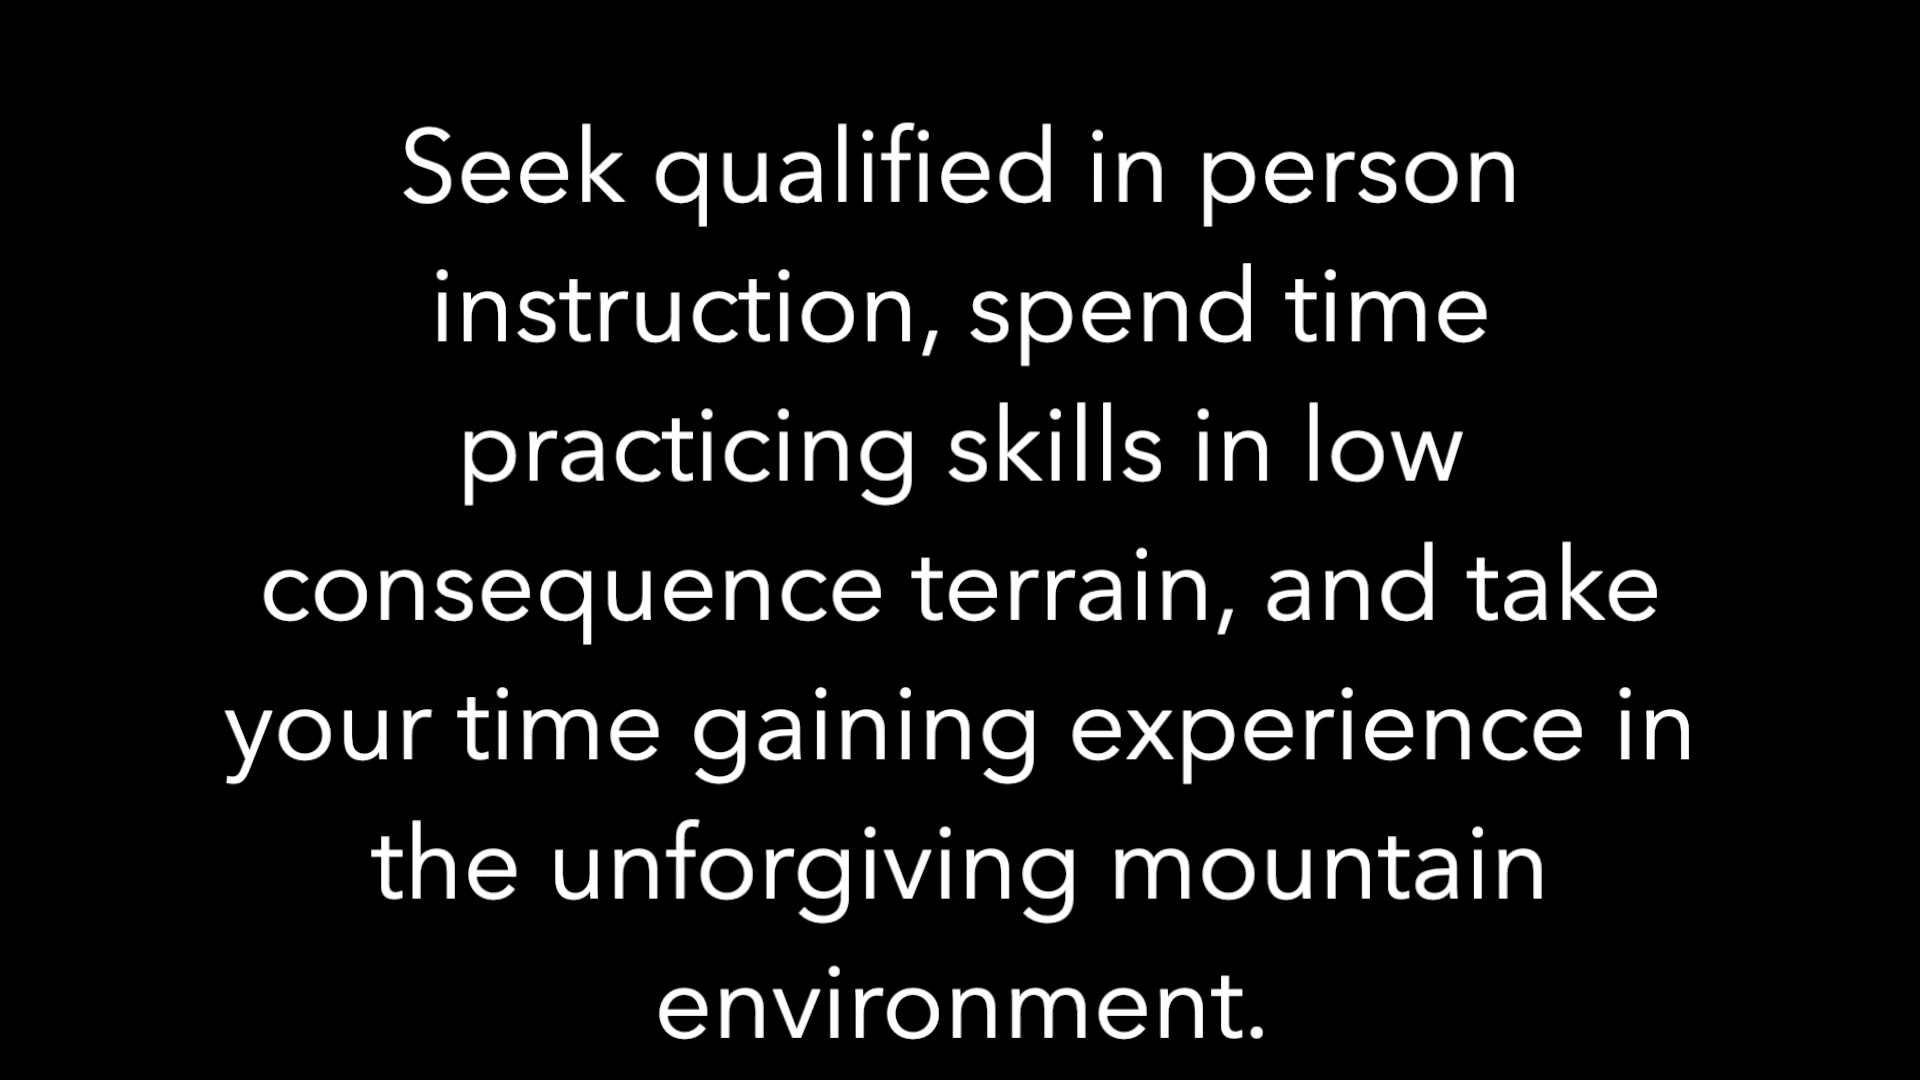 Seek qualified in person
instruction, spend time
practicing skills in low
consequence terrain, and take
your time gaining experience in
the unforgiving mountain
environment.